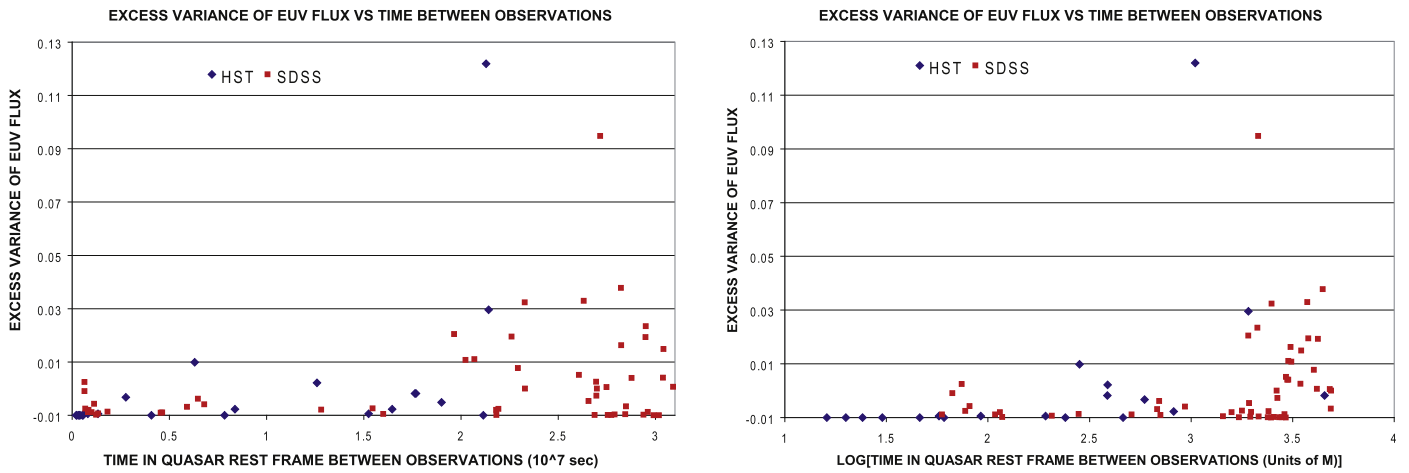 EXCESS VARIANCE OF EUV FLUX VS TIME BETWEEN OBSERVATIONS
EXCESS VARIANCE OF EUV FLUX
0.13
0.11
0.09
0.07
0.05
0.03
0.01
-0.01
HST SDSS
0 0.5 1 1.5 2 2.5 3
TIME IN QUASAR REST FRAME BETWEEN OBSERVATIONS (10^7 sec)
EXCESS VARIANCE OF EUV FLUX VS TIME BETWEEN OBSERVATIONS
EXCESS VARIANCE OF EUV FLUX
0.13
0.11
0.09
0.07
0.05
0.03
0.01
-0.01
HST SDSS
1 1.5 2 2.5 3 3.5 4
LOG[TIME IN QUASAR REST FRAME BETWEEN OBSERVATIONS (Units of M)]